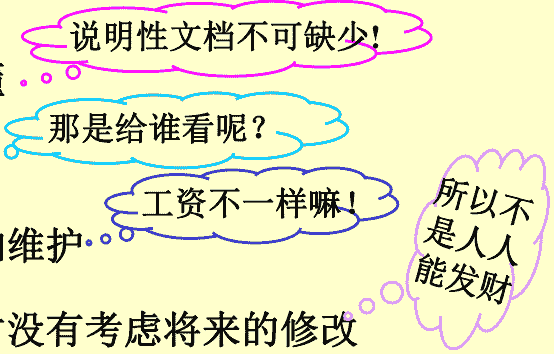 说明性文档不可缺少!
那是给谁看呢？
工资不一样嘛!
所以不
是人人
能发财
维护
没有考虑将来的修改